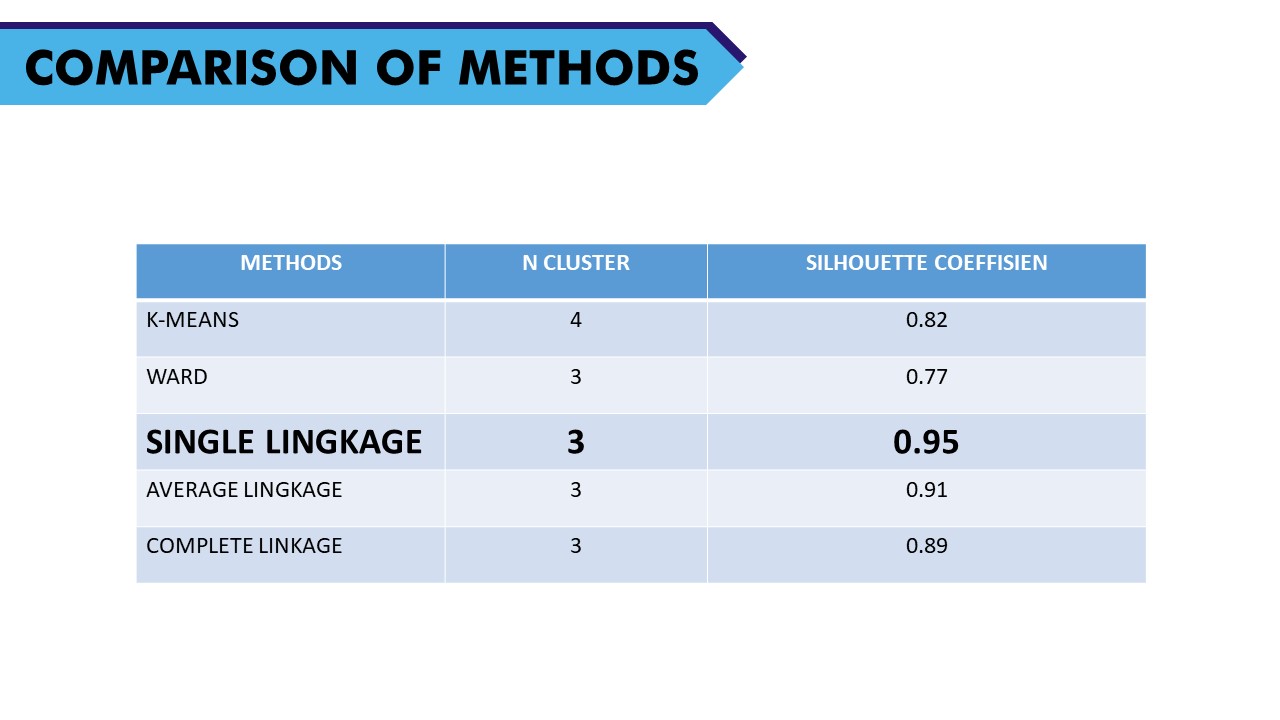 COMPARISON OF METHODS
METHODS N CLUSTER SILHOUETTE COEFFISIEN
K-MEANS 4 0.82
WARD 3 0.77
SINGLE LINGKAGE 3 0.95
AVERAGE LINGKAGE 3 0.91
COMPLETE LINKAGE 3 0.89